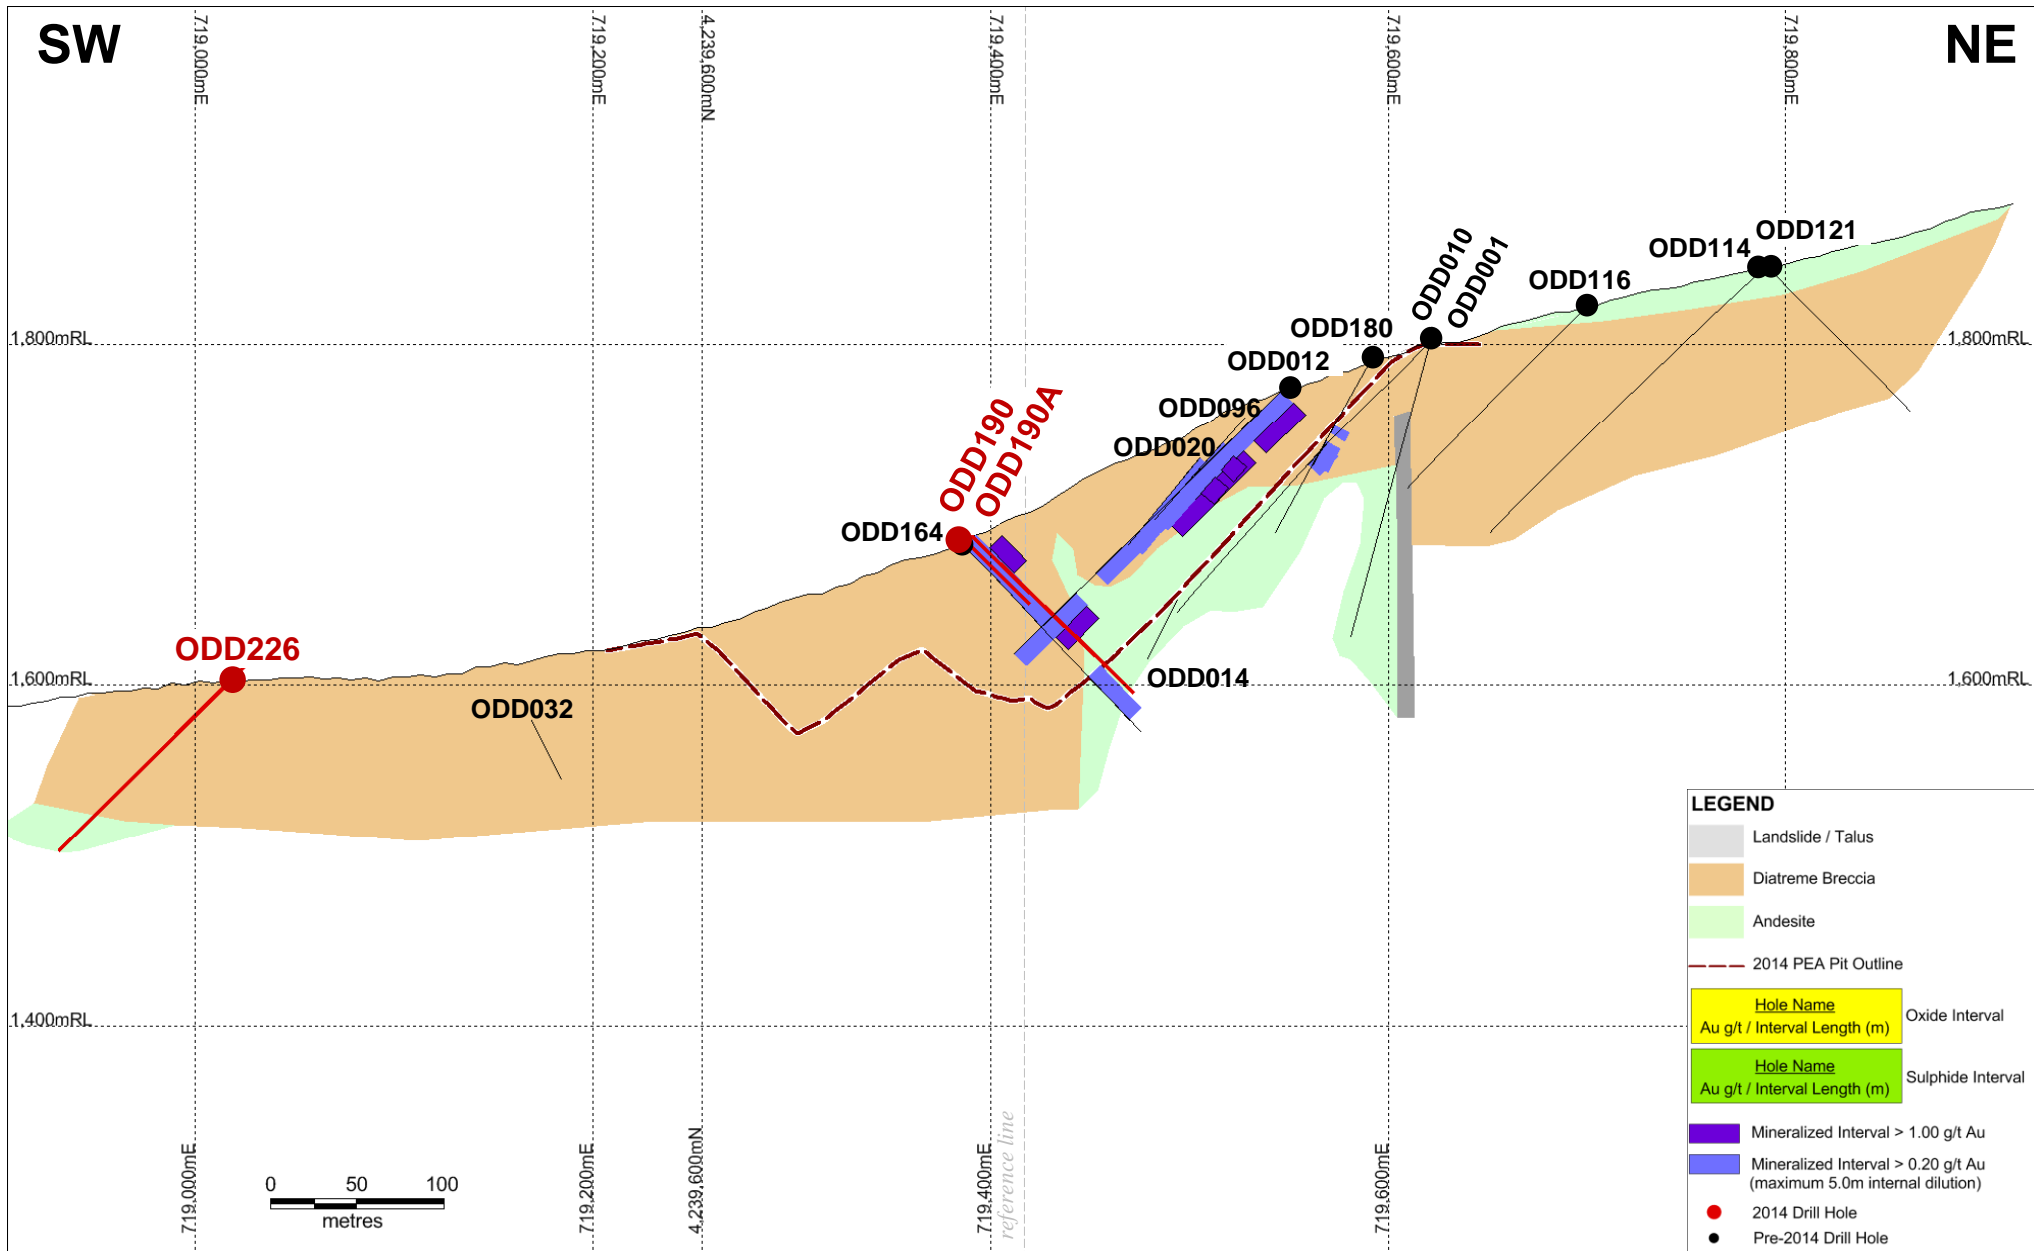 SW
NE
719,000mE
719,200mE
4,239,600mN
719,400mE
719,600mE
719,800mE
ODD121
ODD114
ODD116
ODD010
ODD001
ODD180
ODD012
1,800mRL
1,800mRL
ODD096
ODD020
ODD190
ODD190A
ODD164
ODD226
ODD014
1,600mRL
1,600mRL
ODD032
1,400mRL
LEGEND
Landslide / Talus
Diatreme Breccia
Andesite
2014 PEA Pit Outline
Hole Name
Au g/t / Interval Length (m)
Oxide Interval
Hole Name
Au g/t / Interval Length (m)
Sulphide Interval
Mineralized Interval > 1.00 g/t Au
Mineralized Interval > 0.20 g/t Au
(maximum 5.0m internal dilution)
2014 Drill Hole
Pre-2014 Drill Hole
719,000mE
0 50 100
metres
719,200mE
4,239,600mN
719,400mE
reference line
719,600mE